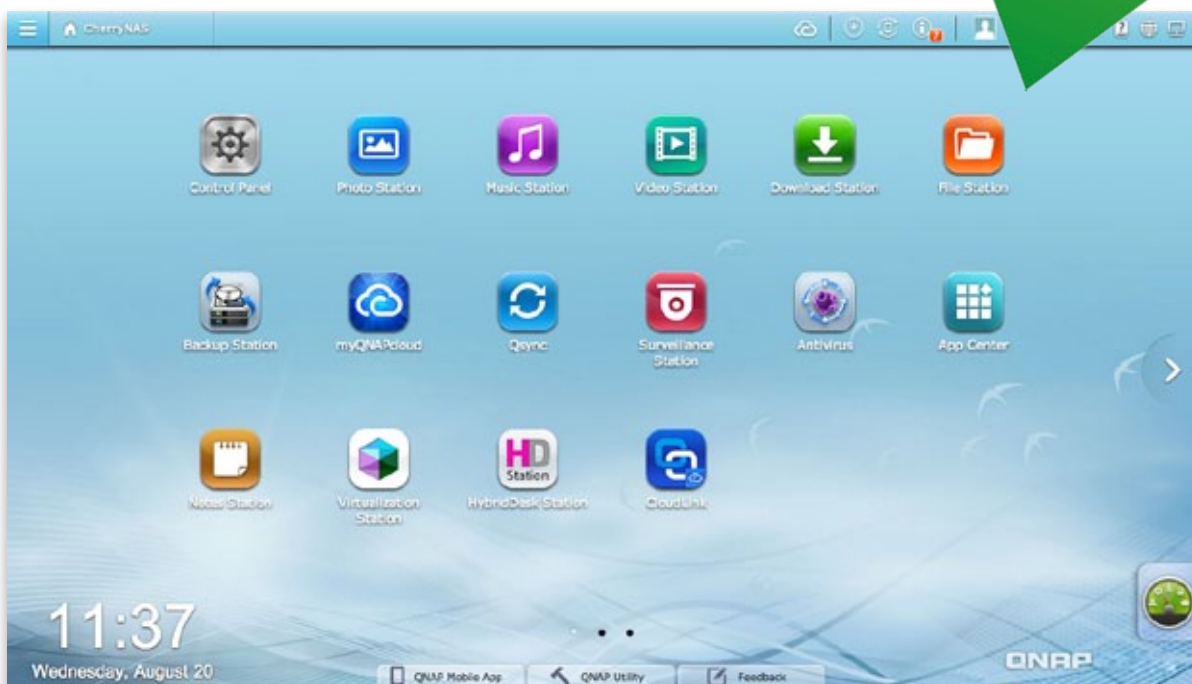 CherryNAS
Control Panel
Photo Station
Music Station
Video Station
Download Station
File Station
Backup Station
myQNAPcloud
Qsync
Surveillance
Station
Antivirus
App Center
Notes Station
Virtualization
Station
HD
Station
HybridDesk Station
CloudLink
11:37
Wednesday, August 20
QNAP Mobile App
QNAP Utility
Feedback
QNAP